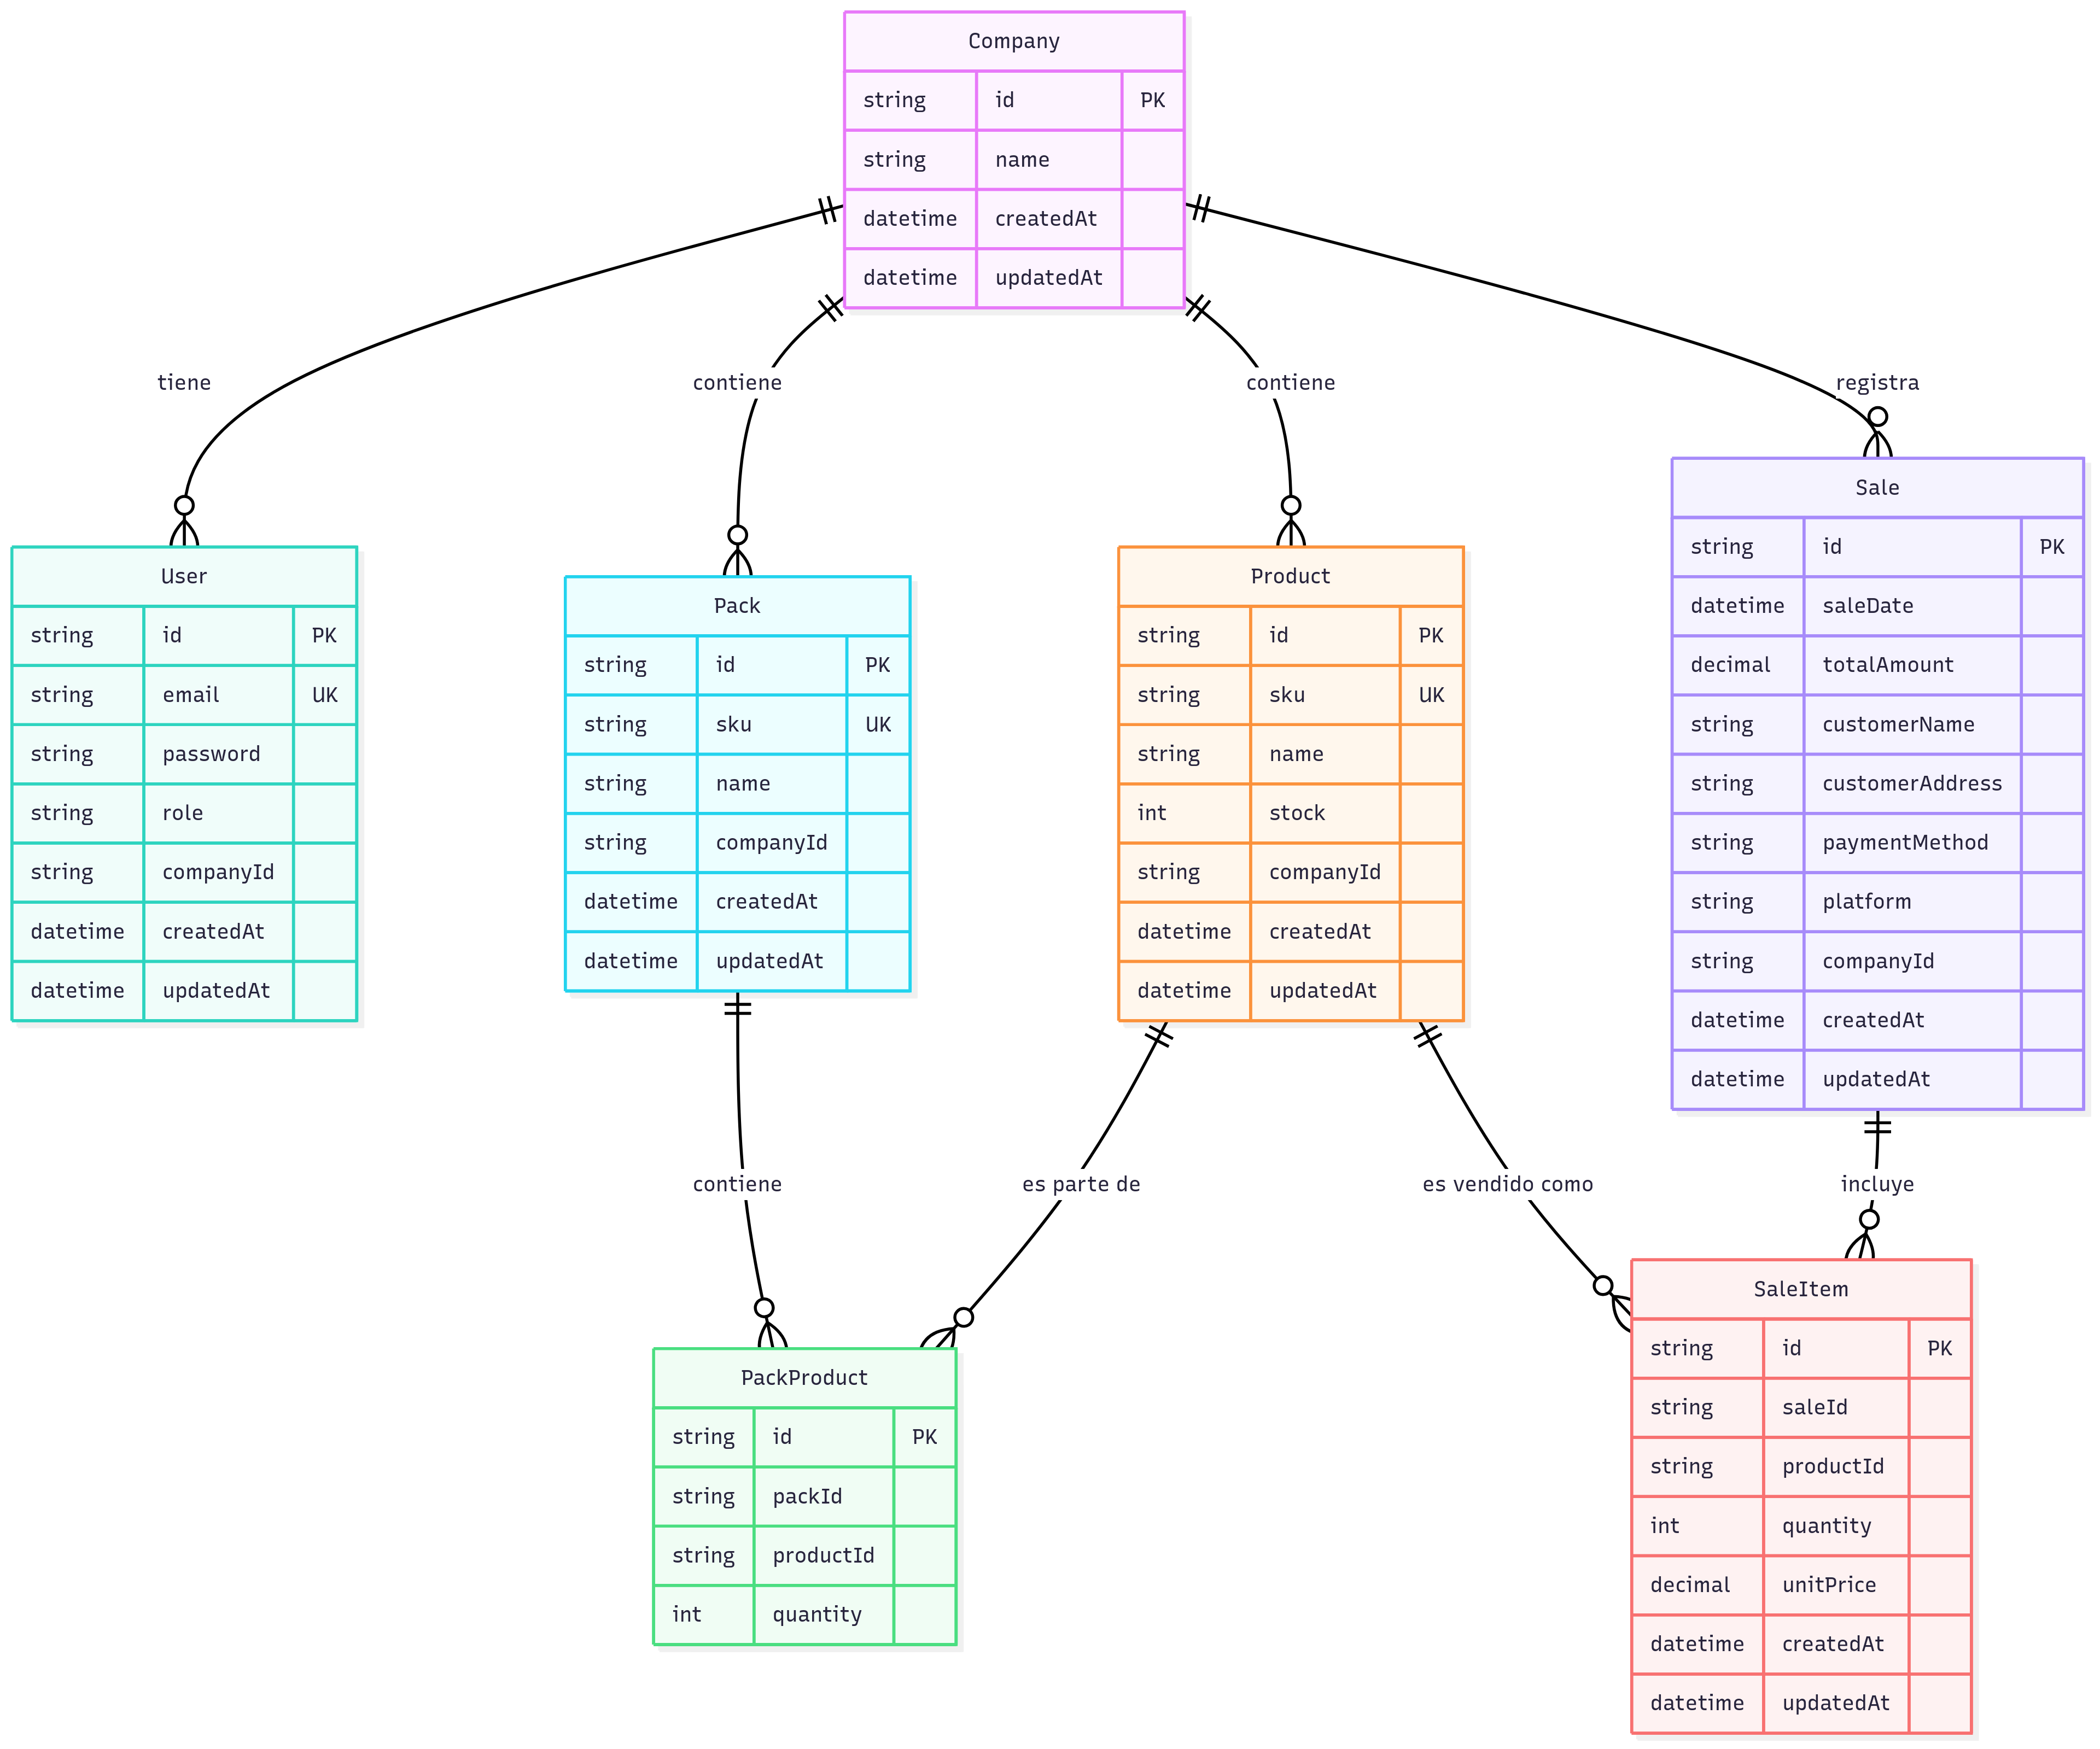 Company
string id PK
string name
datetime createdAt
datetime updatedAt
tiene
contiene
contiene
registra
User
string id PK
string email UK
string password
string role
string companyId
datetime createdAt
datetime updatedAt
Pack
string id PK
string sku UK
string name
string companyId
datetime createdAt
datetime updatedAt
Product
string id PK
string sku UK
string name
int stock
string companyId
datetime createdAt
datetime updatedAt
Sale
string id PK
datetime saleDate
decimal totalAmount
string customerName
string customerAddress
string paymentMethod
string platform
string companyId
datetime createdAt
datetime updatedAt
contiene
es parte de
es vendido como
incluye
PackProduct
string id PK
string packId
string productId
int quantity
SaleItem
string id PK
string saleId
string productId
int quantity
decimal unitPrice
datetime createdAt
datetime updatedAt